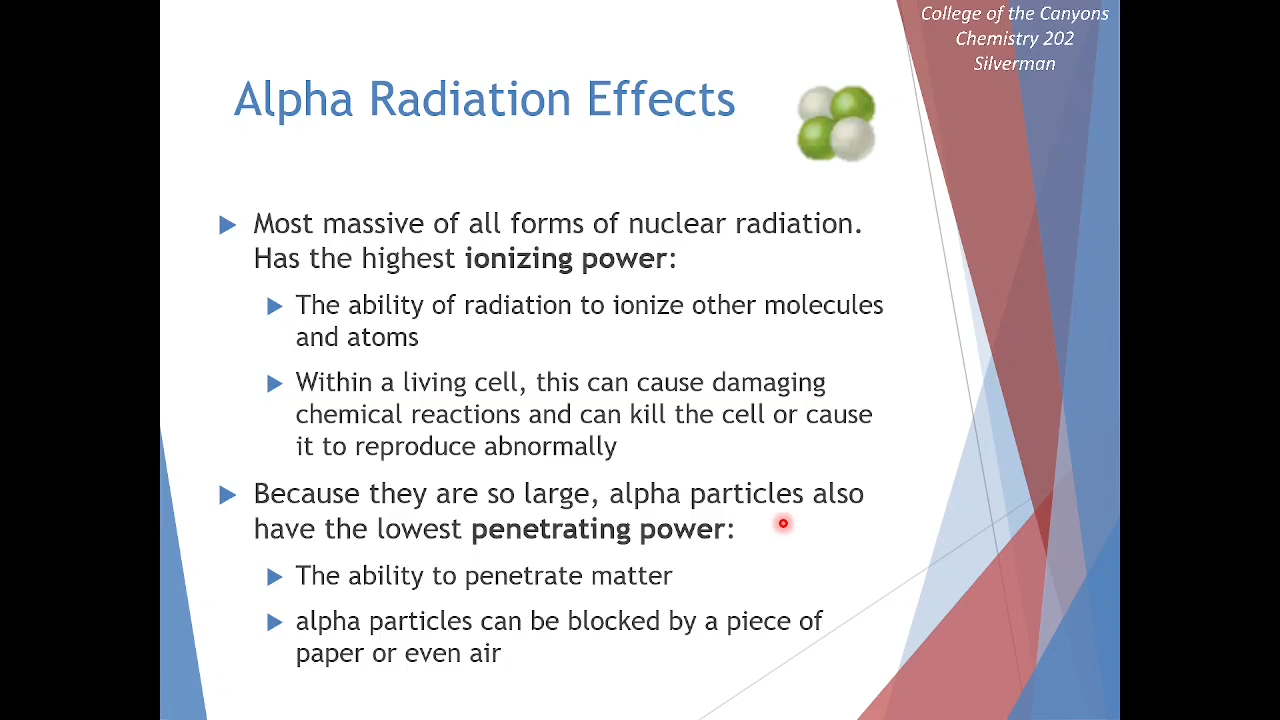 College of the Canyons
Chemistry 202
Silverman
Alpha Radiation Effects
Most massive of all forms of nuclear radiation.
Has the highest ionizing power:
The ability of radiation to ionize other molecules
and atoms
Within a living cell, this can cause damaging
chemical reactions and can kill the cell or cause
it to reproduce abnormally
Because they are so large, alpha particles also
have the lowest penetrating power:
The ability to penetrate matter
alpha particles can be blocked by a piece of
paper or even air